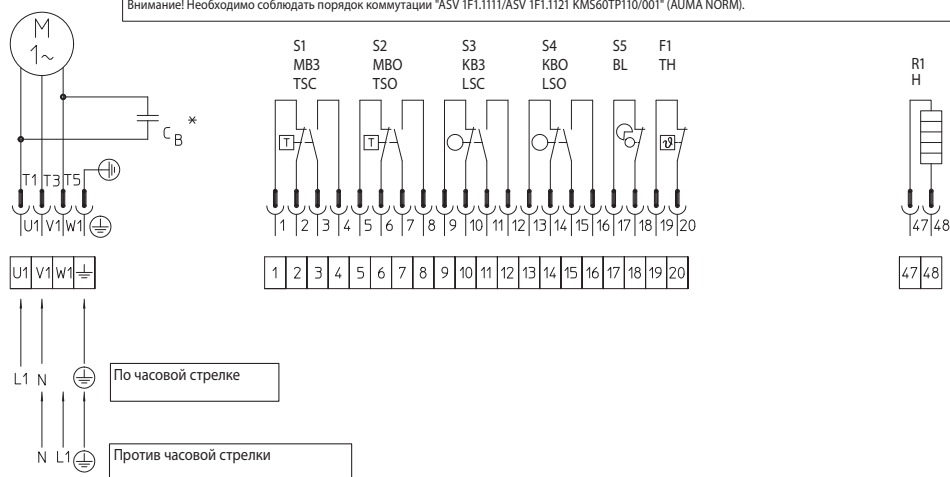 Внимание! Необходимо соблюдать порядок коммутации "ASV 1F1.1111/ASV 1F1.1121 KMS60TP110/001" (AUMA NORM).
M
1~
S1 S2 S3 S4 S5 F1
MB3 MBO KB3 KBO BL TH
TSC TSO LSC LSO
R1
H
C B *
T T ϑ
T1 T3 T5
U1 V1 W1
1 2 3 4 5 6 7 8 9 10 11 12 13 14 15 16 17 18 19 20
47 48
U1 V1 W1
1 2 3 4 5 6 7 8 9 10 11 12 13 14 15 16 17 18 19 20
47 48
L1 N
По часовой стрелке
N L1
Против часовой стрелки